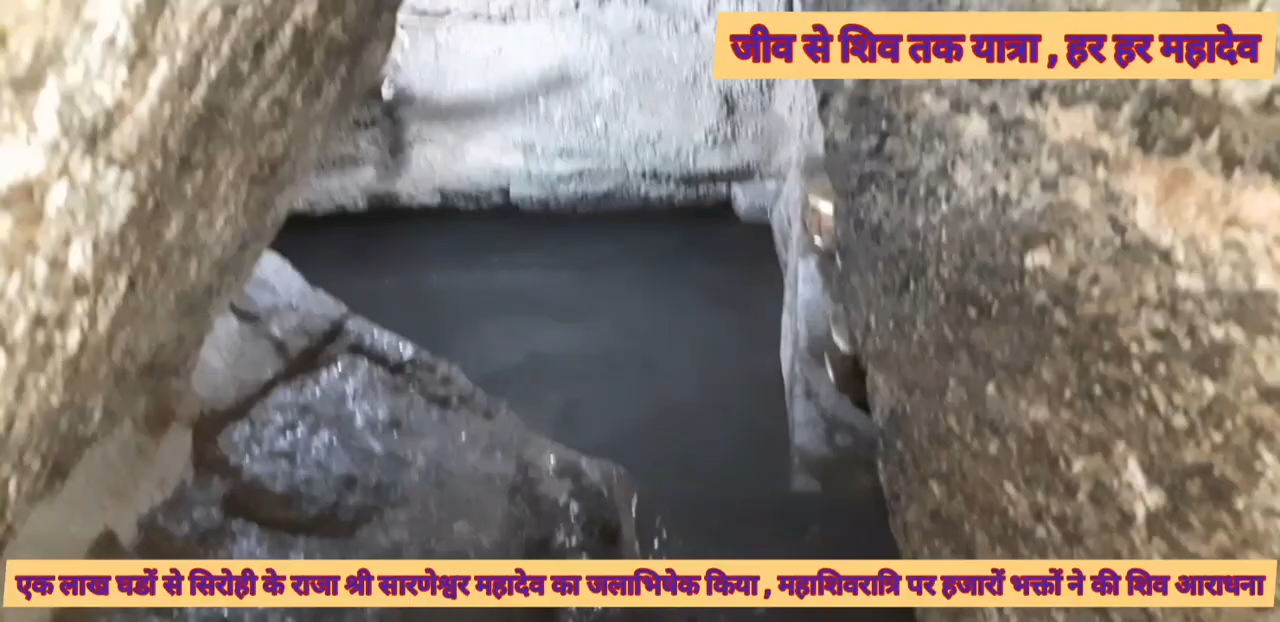 जीव से शिव तक यात्रा , हर हर महादेव
एक लाख घडों से सिरोही के राजा श्री सारणेश्वर महादेव का जलाभिषेक किया , महाशिवरात्रि पर हजारों भक्तों ने की शिव आराधना